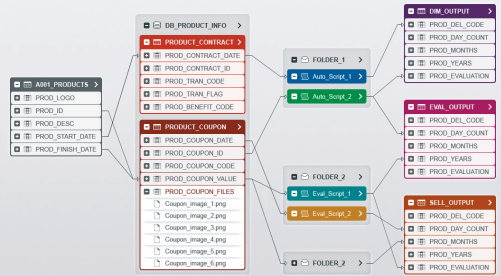 A001_PRODUCTS
PROD_LOGO
PROD_ID
PROD_DESC
PROD_START_DATE
PROD_FINISH_DATE
DB_PRODUCT_INFO
PRODUCT_CONTRACT
PROD_CONTRACT_DATE
PROD_CONTRACT_ID
PROD_TRAN_CODE
PROD_TRAN_FLAG
PROD_BENEFIT_CODE
PRODUCT_COUPON
PROD_COUPON_DATE
PROD_COUPON_ID
PROD_COUPON_CODE
PROD_COUPON_VALUE
PROD_COUPON_FILES
Coupon_image_1.png
Coupon_image_2.png
Coupon_image_3.png
Coupon_image_4.png
Coupon_image_5.png
Coupon_image_6.png
FOLDER_1
Auto_Script_1
Auto_Script_2
FOLDER_2
Eval_Script_1
Eval_Script_2
FOLDER_2
DIM_OUTPUT
PROD_DEL_CODE
PROD_DAY_COUNT
PROD_MONTHS
PROD_YEARS
PROD_EVALUATION
EVAL_OUTPUT
PROD_DEL_CODE
PROD_DAY_COUNT
PROD_MONTHS
PROD_YEARS
PROD_EVALUATION
SELL_OUTPUT
PROD_DEL_CODE
PROD_DAY_COUNT
PROD_MONTHS
PROD_YEARS
PROD_EVALUATION